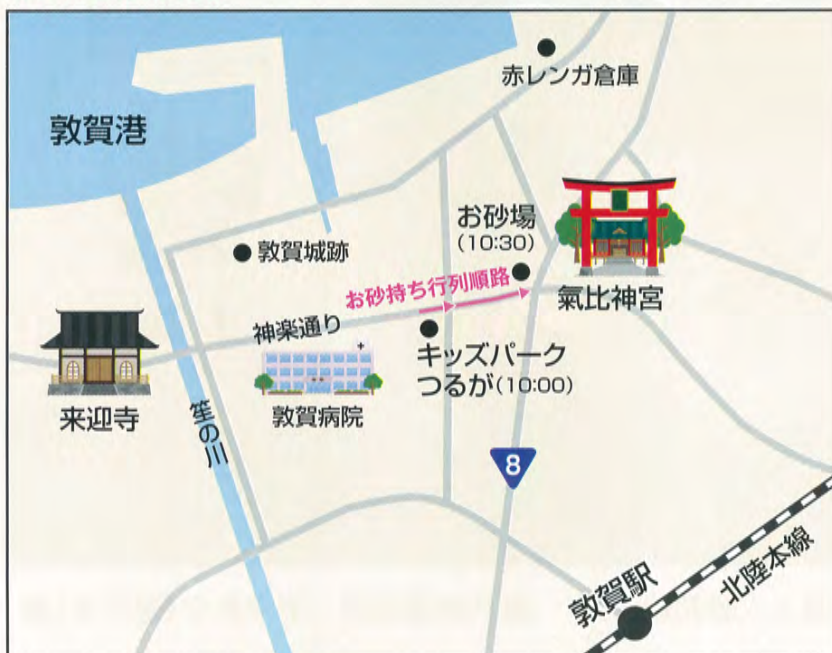 赤レンガ倉庫
敦賀港
お砂場
(10:30)
敦賀城跡
お砂持ち行列順路
氣比神宮
神楽通り
キッズパーク
つるが(10:00)
来迎寺
敦賀病院
笙の川
8
北陸本線
敦賀駅